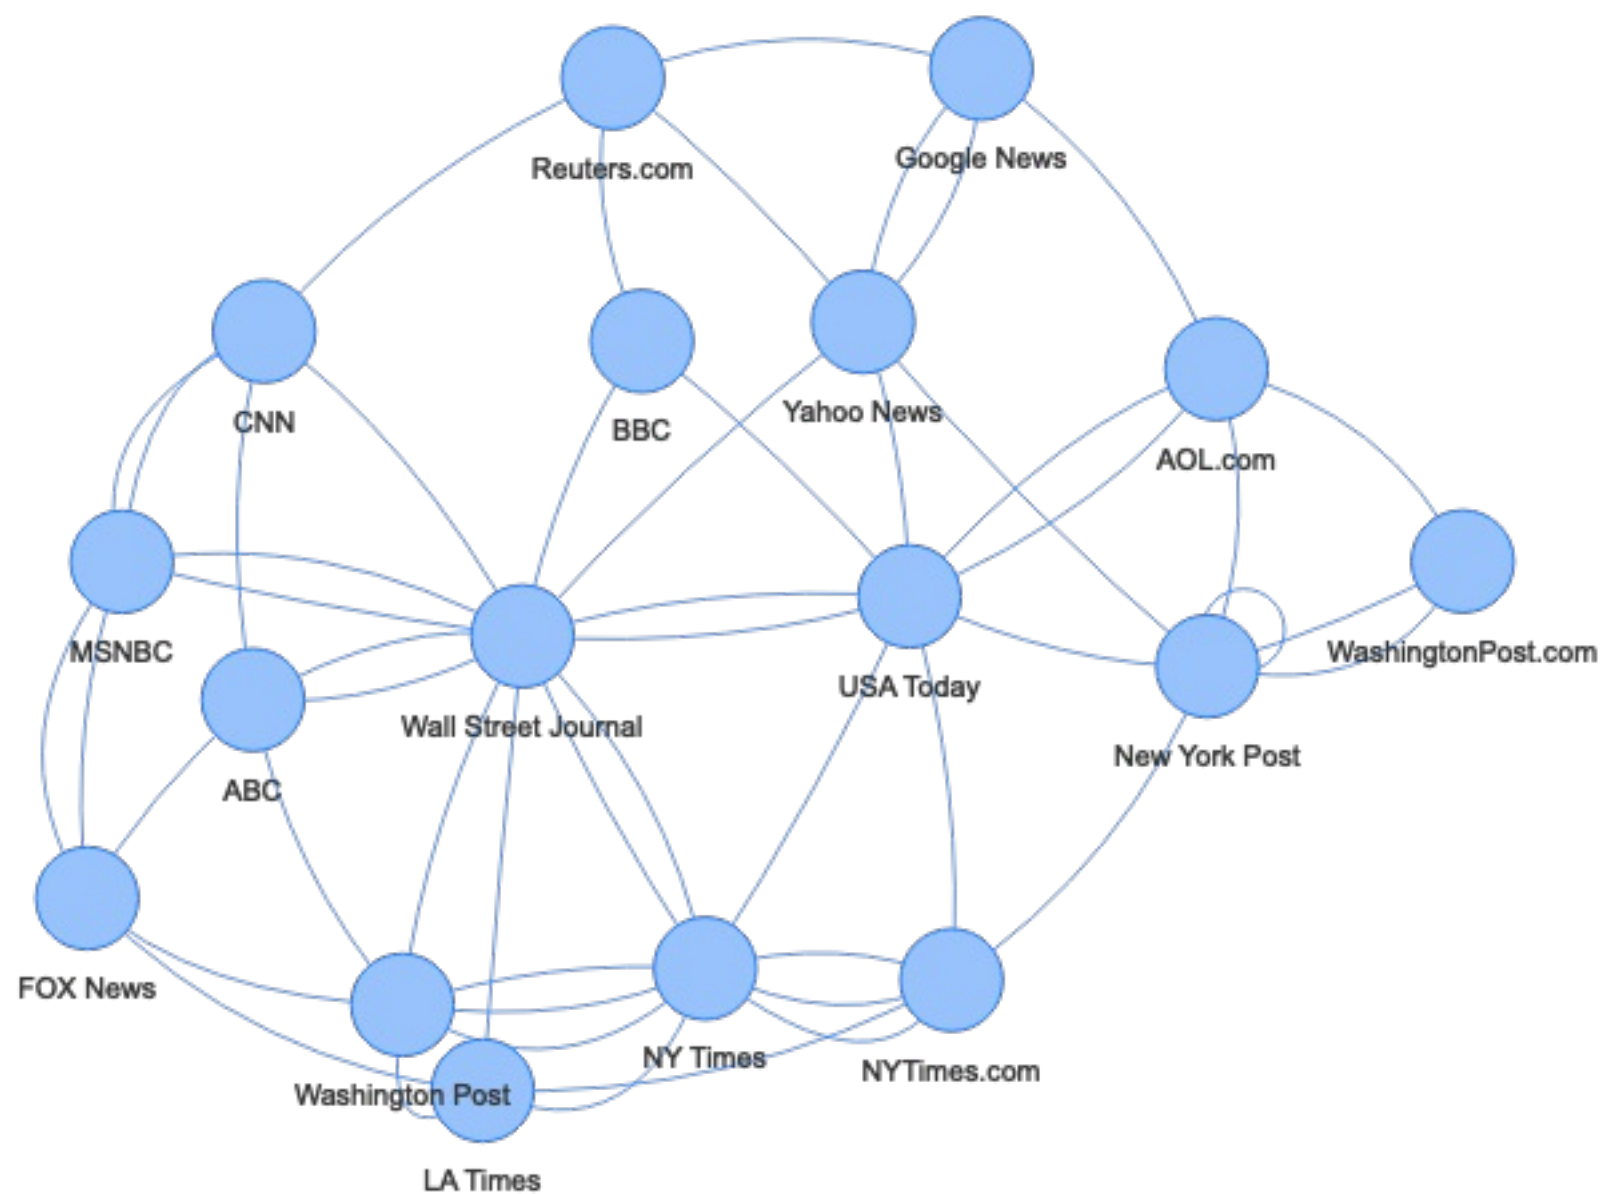 Google News
Reuters.com
Yahoo News
CNN
BBC
AOL.com
MSNBC
WashingtonPost.com
USA Today
Wall Street Journal
New York Post
ABC
FOX News
NY Times
NYTimes.com
Washington Post
LA Times